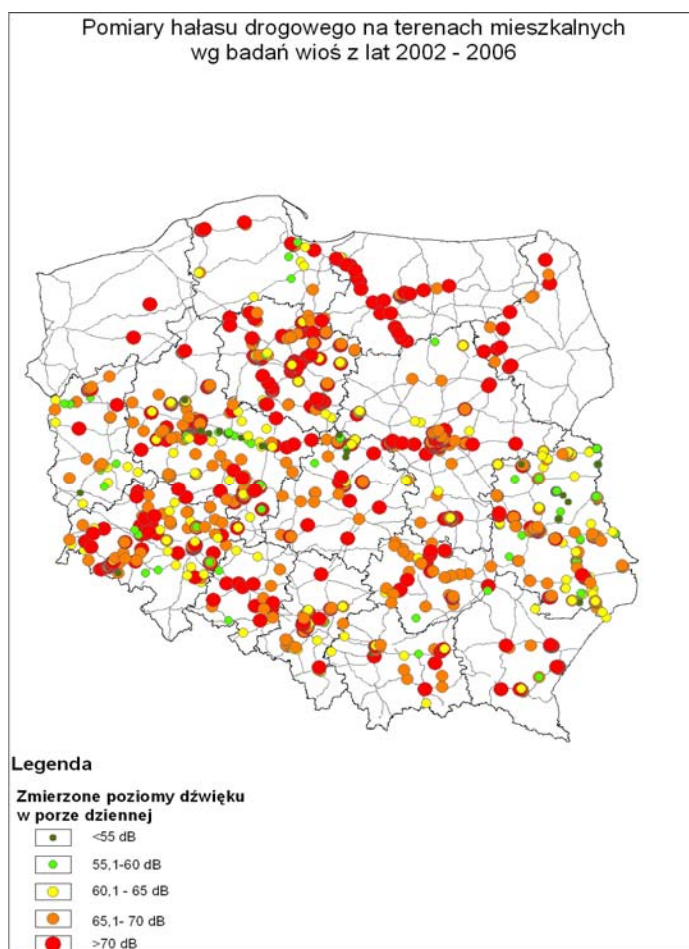 Pomiary hałasu drogowego na terenach mieszkalnych
wg badań wioś z lat 2002 - 2006
Legenda
Zmierzone poziomy dźwięku
w porze dziennej
<55 dB
55,1-60 dB
60,1 - 65 dB
65,1- 70 dB
>70 dB